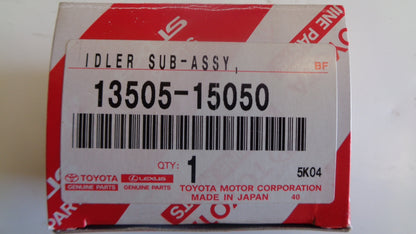 IDLER SUB-ASSY,
BF
13505-15050
QTY: 1
5K04
TOYOTA GENUINE PARTS
LEXUS GENUINE PARTS
TOYOTA MOTOR CORPORATION
MADE IN JAPAN 40